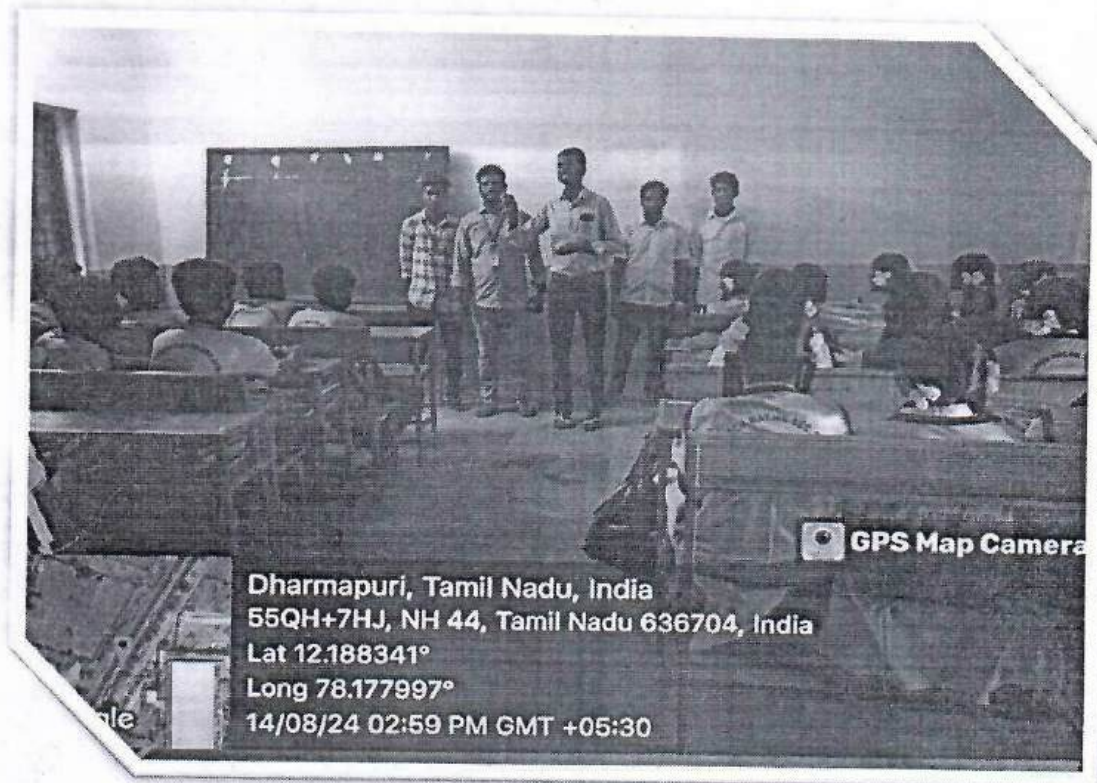 GPS Map Camera
Dharmapuri, Tamil Nadu, India
55QH+7HJ, NH 44, Tamil Nadu 636704, India
Lat 12.188341°
Long 78.177997°
14/08/24 02:59 PM GMT +05:30
gle